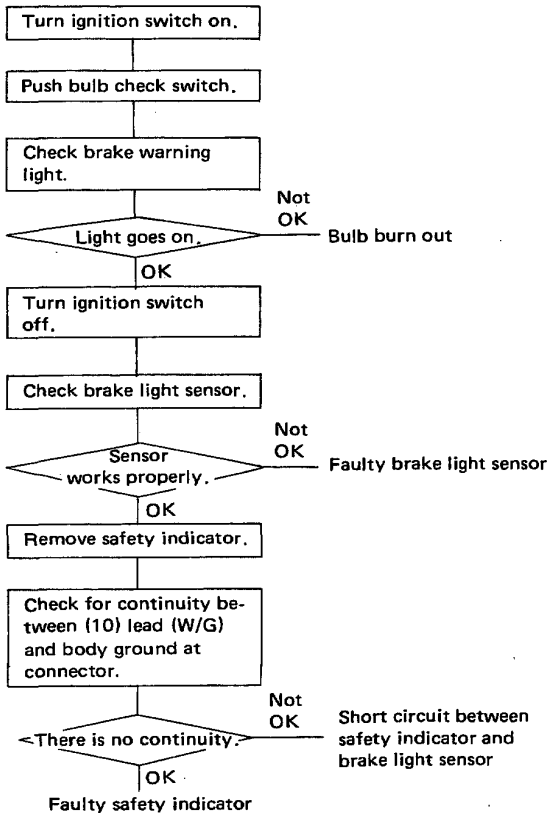 Turn ignition switch on.
Push bulb check switch.
Check brake warning
light.
Not
OK
Light goes on.
Bulb burn out
OK
Turn ignition switch
off.
Check brake light sensor.
Not
OK
Sensor
works properly.
Faulty brake light sensor
OK
Remove safety indicator.
Check for continuity be-
tween (10) lead (W/G)
and body ground at
connector.
Not
OK
There is no continuity.
Short circuit between
safety indicator and
brake light sensor
OK
Faulty safety indicator